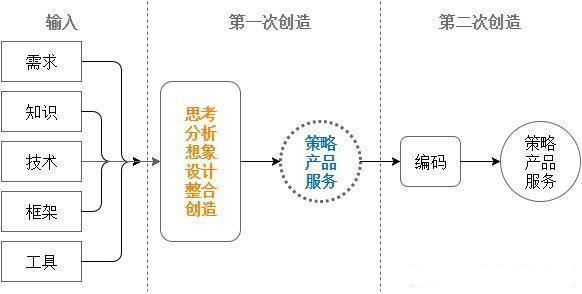 输入
第一次创造
第二次创造
需求
知识
技术
框架
工具
思考
分析
想象
设计
整合
创造
策略
产品
服务
编码
策略
产品
服务